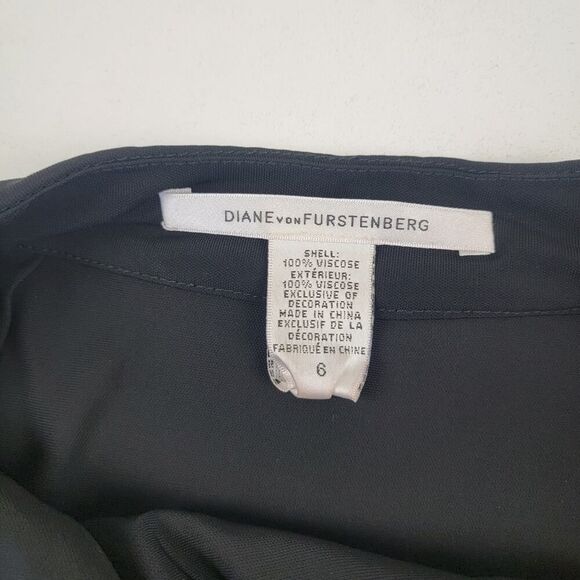 DIANE VON FURSTENBERG
SHELL:
100% VISCOSE
EXTÉRIEUR:
100% VISCOSE
EXCLUSIVE OF
DECORATION
MADE IN CHINA
EXCLUSIF DE LA
DÉCORATION
FABRIQUÉ EN CHINE
6